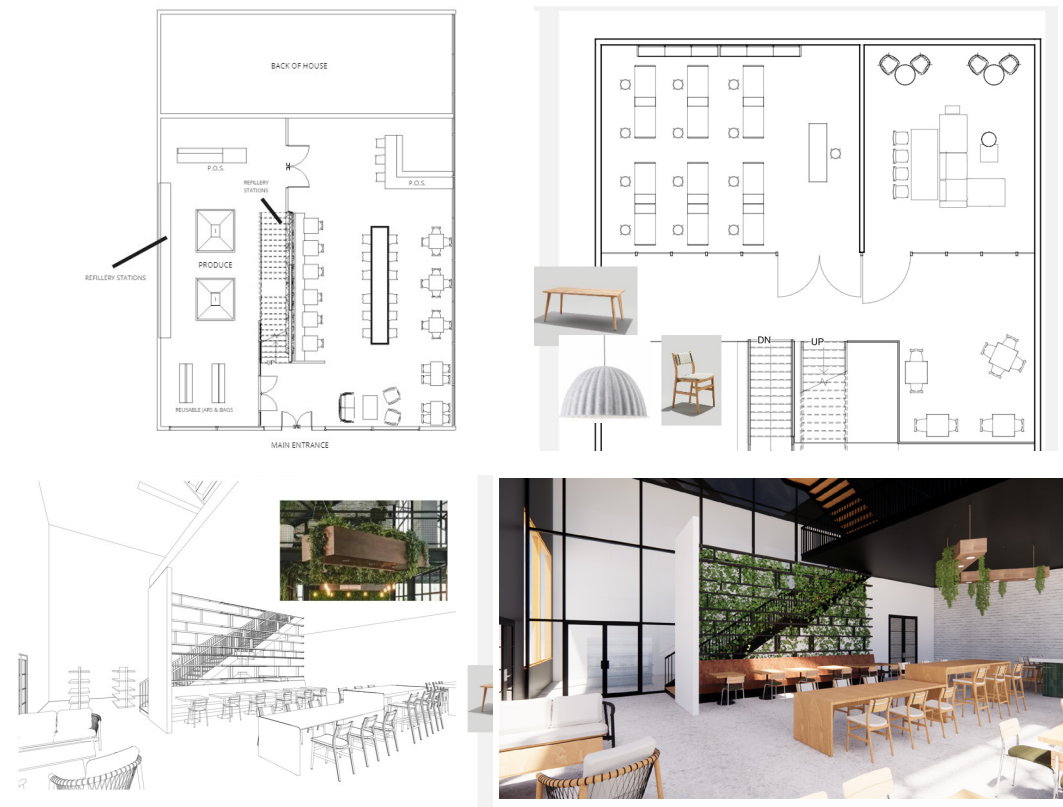 BACK OF HOUSE
P.O.S.
P.O.S.
REFILLERY
STATIONS
REFILLERY STATIONS
PRODUCE
REUSABLE JARS & BAGS
MAIN ENTRANCE
DN
UP